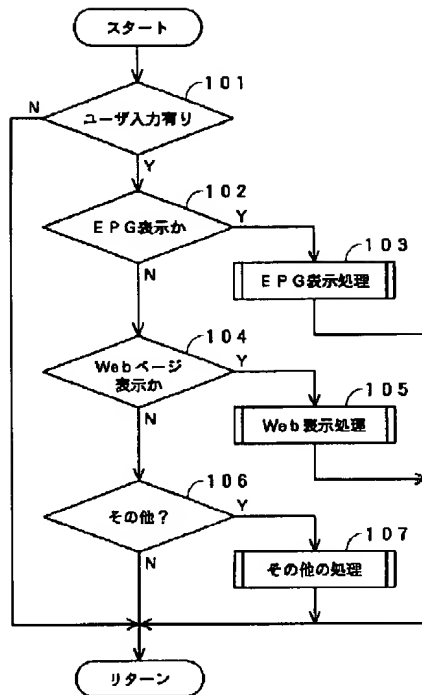 スタート
101
N
ユーザ入力有り
Y
102
EPG表示か
Y
103
N
EPG表示処理
104
Webページ
表示か
Y
105
N
Web表示処理
106
その他？
Y
107
N
その他の処理
リターン